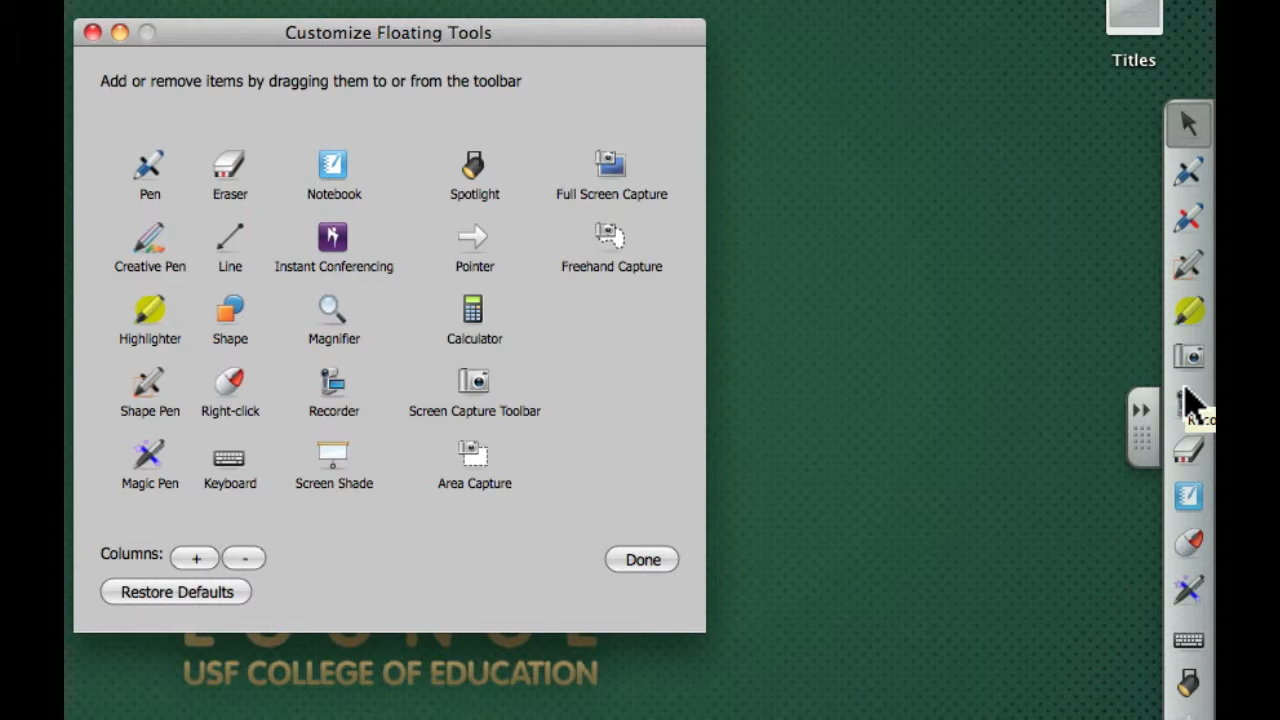 Customize Floating Tools
Titles
Add or remove items by dragging them to or from the toolbar
Pen Eraser Notebook Spotlight Full Screen Capture
Creative Pen Line Instant Conferencing Pointer Freehand Capture
Highlighter Shape Magnifier Calculator
Shape Pen Right-click Recorder Screen Capture Toolbar
Magic Pen Keyboard Screen Shade Area Capture
Columns: + - Done
Restore Defaults
USF COLLEGE OF EDUCATION